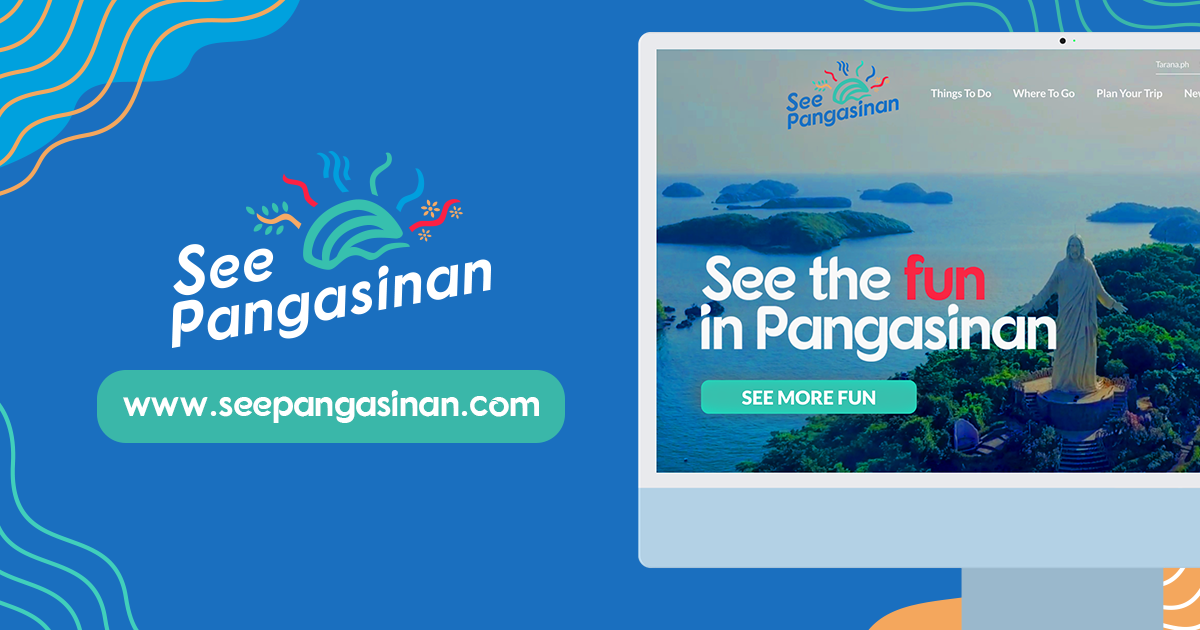 See
Pangasinan
www.seepangasinan.com
Tarana.ph
See
Pangasinan
Things To Do
Where To Go
Plan Your Trip
See the fun
in Pangasinan
SEE MORE FUN